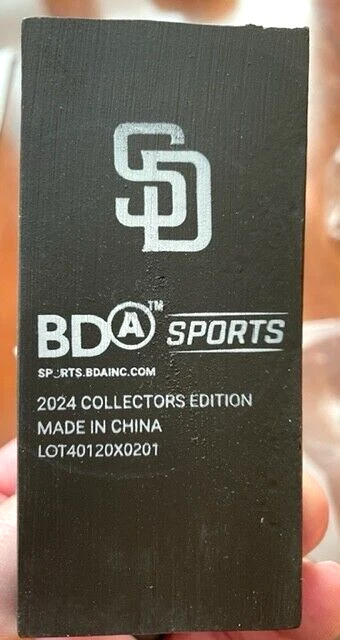 SD
BDA™ SPORTS
SPORTS.BDAINC.COM
2024 COLLECTORS EDITION
MADE IN CHINA
LOT40120X0201